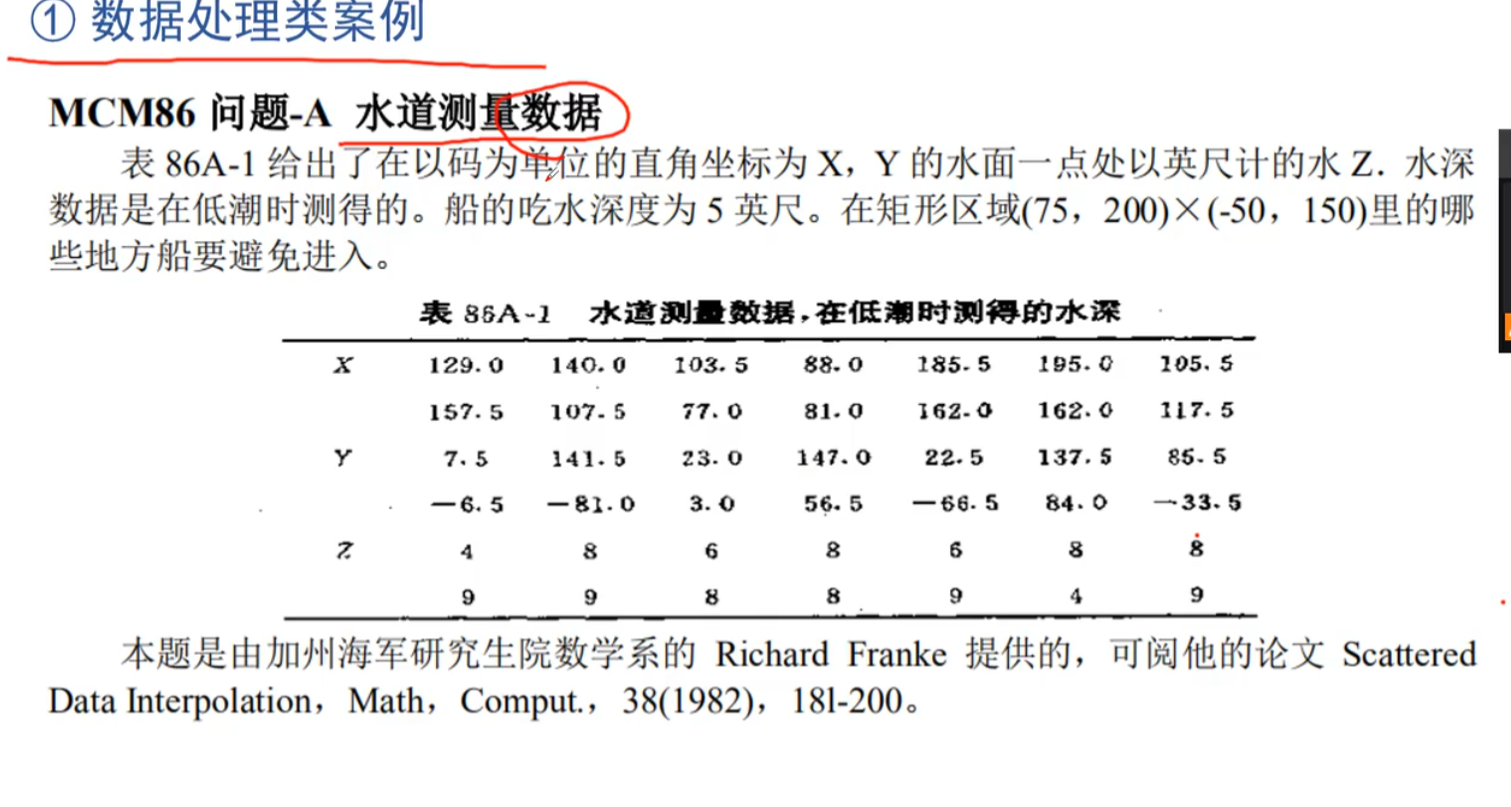 ① 数据处理类案例
MCM86 问题-A 水道测量数据
表 86A-1 给出了在以码为单位的直角坐标为 X，Y 的水面一点处以英尺计的水 Z．水深
数据是在低潮时测得的。船的吃水深度为 5 英尺。在矩形区域(75，200)×(-50，150)里的哪
些地方船要避免进入。
表 86A-1 水道测量数据，在低潮时测得的水深
X 129.0 140.0 103.5 88.0 185.5 195.0 105.5
157.5 107.5 77.0 81.0 162.0 162.0 117.5
Y 7.5 141.5 23.0 147.0 22.5 137.5 85.5
－6.5 －81.0 3.0 56.5 －66.5 84.0 －33.5
Z 4 8 6 8 6 8 8
9 9 8 8 9 4 9
本题是由加州海军研究生院数学系的 Richard Franke 提供的，可阅他的论文 Scattered
Data Interpolation，Math，Comput.，38(1982)，18l-200。